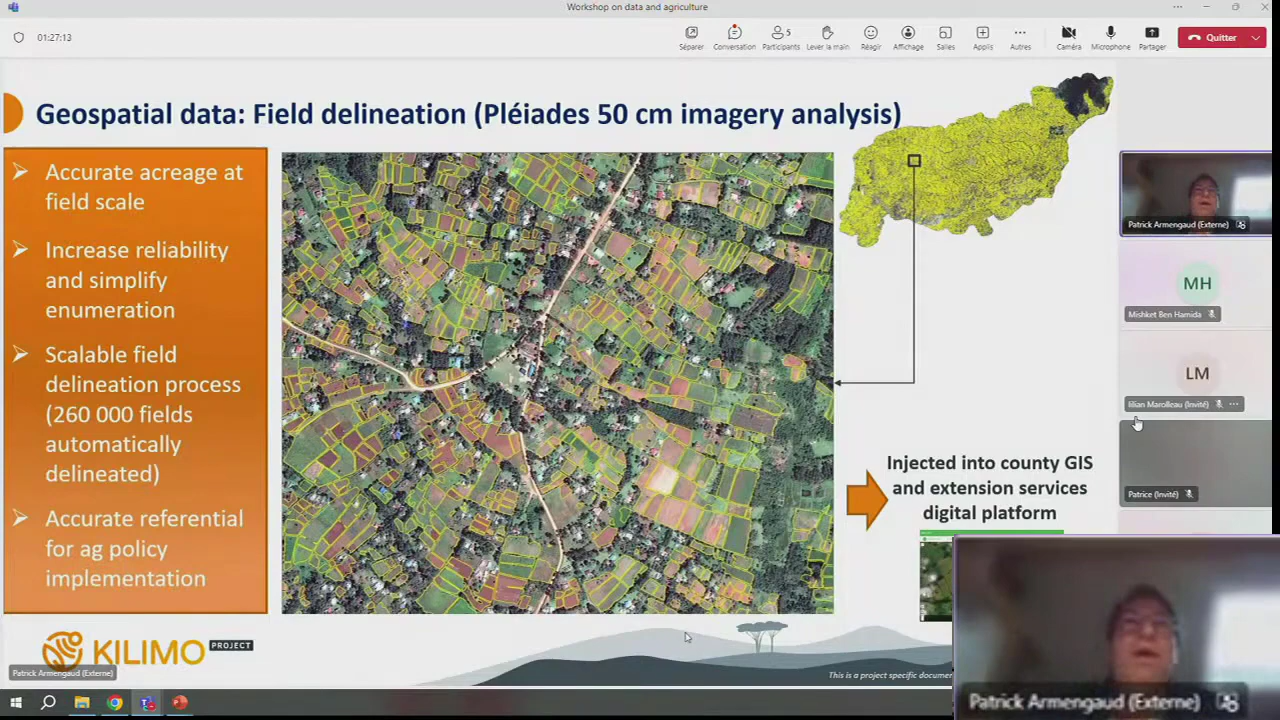 Workshop on data and agriculture
01:27:13
Séparer
Conversation
5
Participants
Lever la main
Réagir
Affichage
Salles
Applis
Autres
Caméra
Microphone
Partager
Quitter
Geospatial data: Field delineation (Pléiades 50 cm imagery analysis)
Accurate acreage at
field scale
Increase reliability
and simplify
enumeration
Scalable field
delineation process
(260 000 fields
automatically
delineated)
Accurate referential
for ag policy
implementation
Injected into county GIS
and extension services
digital platform
KILIMO PROJECT
Patrick Armengaud (Externe)
This is a project specific documen
Patrick Armengaud (Externe)
MH
Mishket Ben Hamida
LM
lilian Marolleau (Invité)
Patrice (Invité)
Patrick Armengaud (Externe)